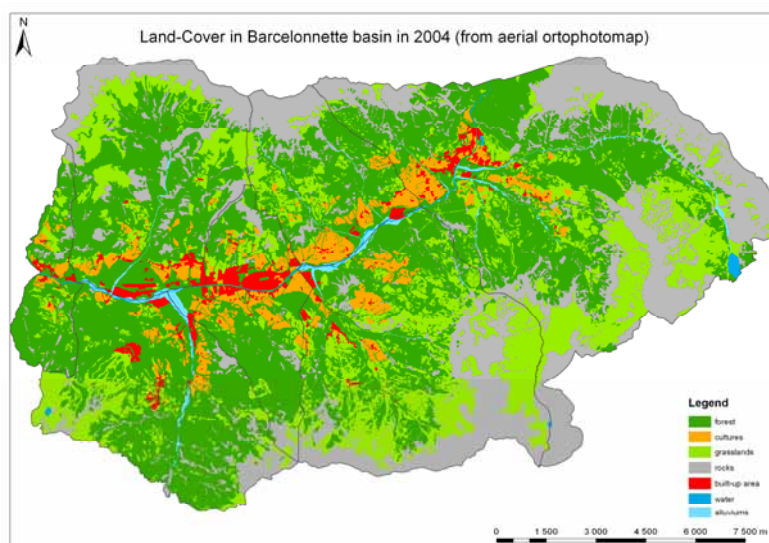 Land-Cover in Barcelonnette basin in 2004 (from aerial ortophotomap)
N
Legend
forest
cultures
grasslands
rocks
built-up area
water
alluviums
0 1 500 3 000 4 500 6 000 7 500 m